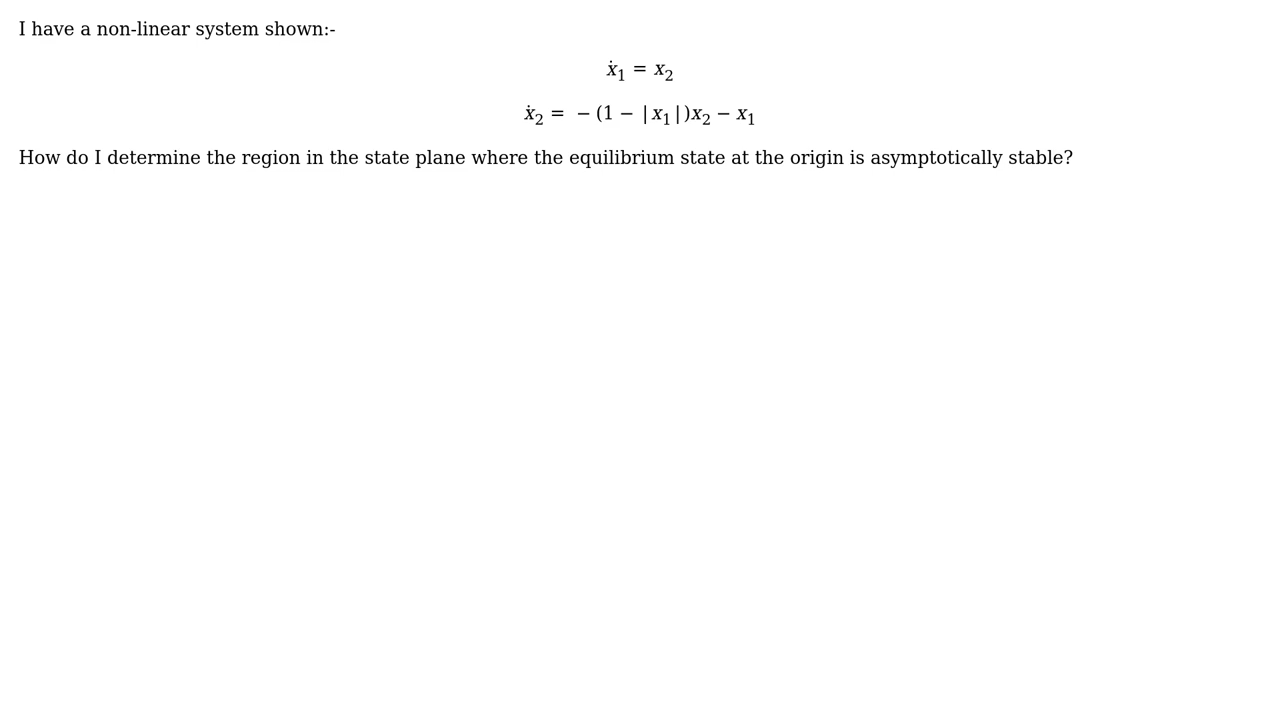 I have a non-linear system shown:-
ẋ₁ = x₂
ẋ₂ = −(1 − |x₁|)x₂ − x₁
How do I determine the region in the state plane where the equilibrium state at the origin is asymptotically stable?